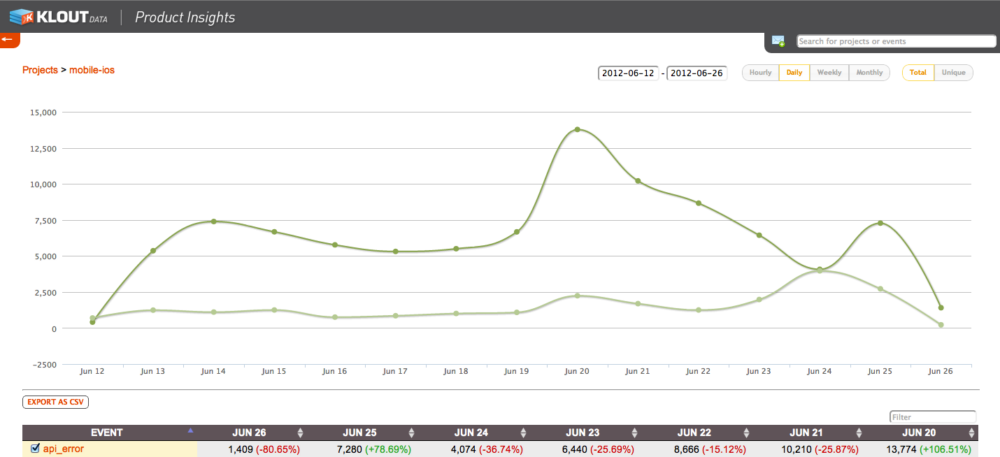 KLOUT DATA | Product Insights
←
Search for projects or events
Projects > mobile-ios
2012-06-12 - 2012-06-26 Hourly Daily Weekly Monthly Total Unique
15,000
12,500
10,000
7,500
5,000
2,500
0
−2500
Jun 12 Jun 13 Jun 14 Jun 15 Jun 16 Jun 17 Jun 18 Jun 19 Jun 20 Jun 21 Jun 22 Jun 23 Jun 24 Jun 25 Jun 26
EXPORT AS CSV
Filter
EVENT JUN 26 JUN 25 JUN 24 JUN 23 JUN 22 JUN 21 JUN 20
api_error 1,409 (-80.65%) 7,280 (+78.69%) 4,074 (-36.74%) 6,440 (-25.69%) 8,666 (-15.12%) 10,210 (-25.87%) 13,774 (+106.51%)